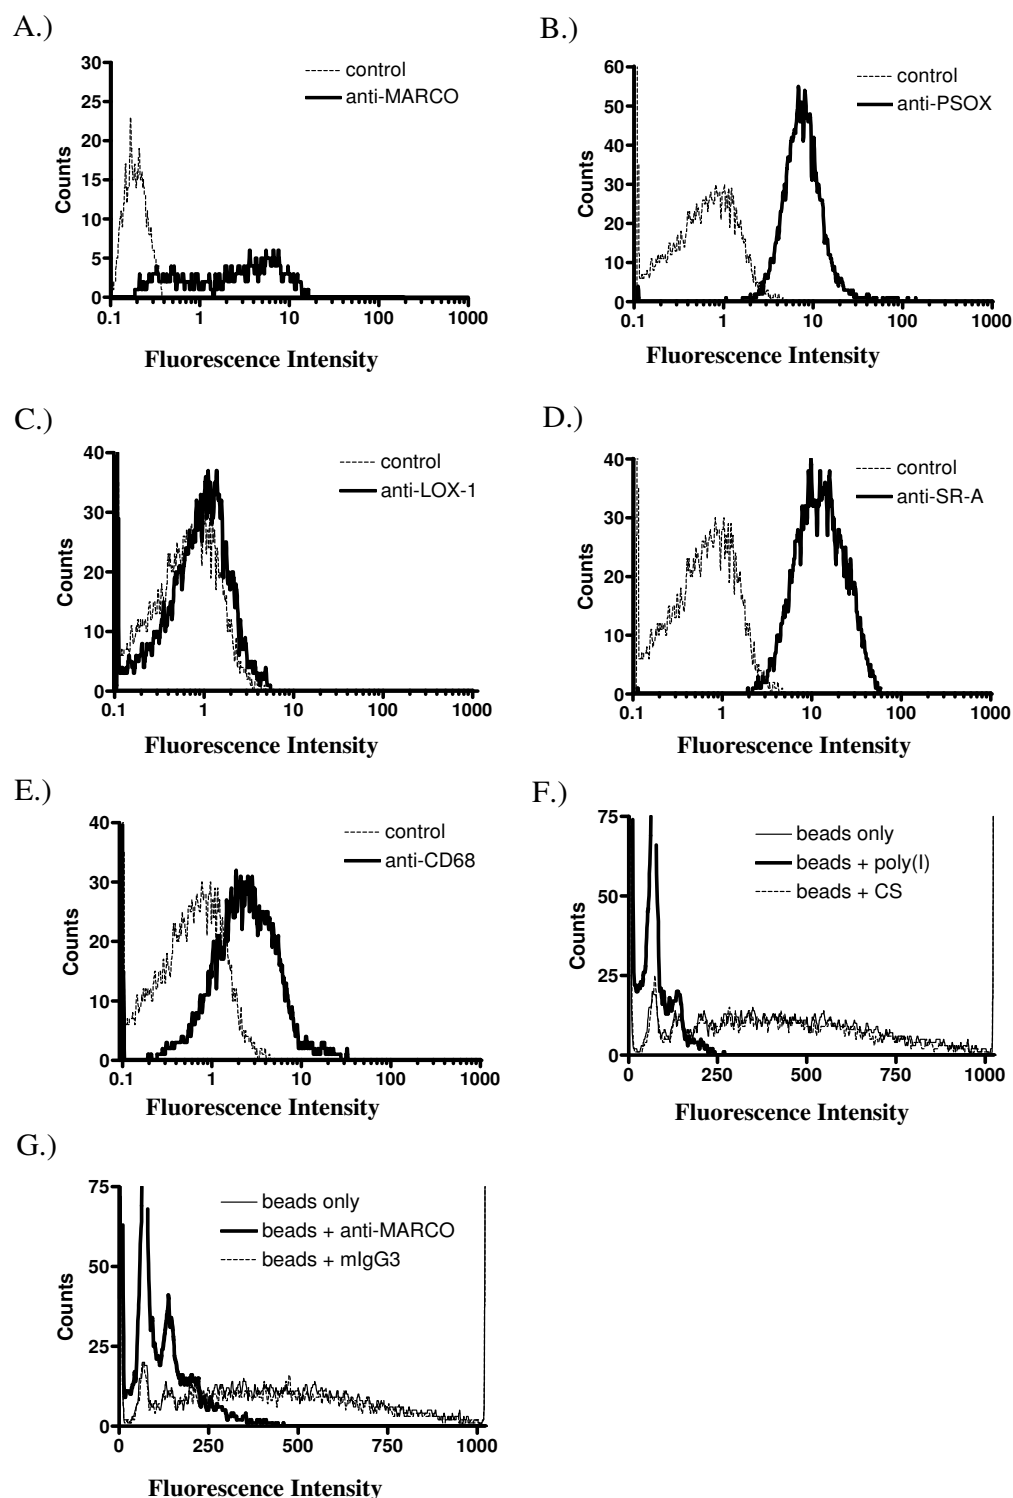 A.)
30
25
20
15
10
5
0
Counts
control
anti-MARCO
0.1 1 10 100 1000
Fluorescence Intensity
B.)
60
50
40
30
20
10
0
Counts
control
anti-PSOX
0.1 1 10 100 1000
Fluorescence Intensity
C.)
40
30
20
10
0
Counts
control
anti-LOX-1
0.1 1 10 100 1000
Fluorescence Intensity
D.)
40
30
20
10
0
Counts
control
anti-SR-A
0.1 1 10 100 1000
Fluorescence Intensity
E.)
40
30
20
10
0
Counts
control
anti-CD68
0.1 1 10 100 1000
Fluorescence Intensity
F.)
75
50
25
0
Counts
beads only
beads + poly(I)
beads + CS
0 250 500 750 1000
Fluorescence Intensity
G.)
75
50
25
0
Counts
beads only
beads + anti-MARCO
beads + mIgG3
0 250 500 750 1000
Fluorescence Intensity